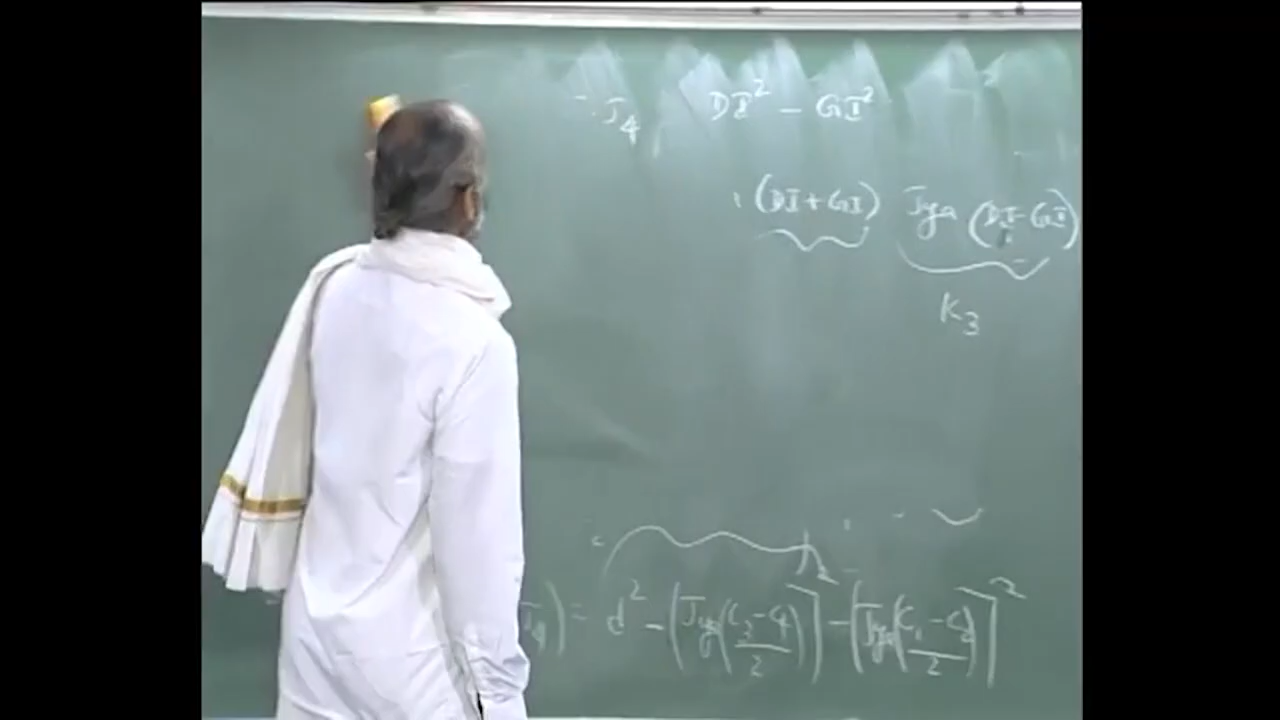 J₄ DI² - GI²
(DI + GI) Jya (DI - GI)
K₃
J₄) = d² - [Jya((C₃ - C₄)/2)]² - [Jya((C₁ - C₂)/2)]²